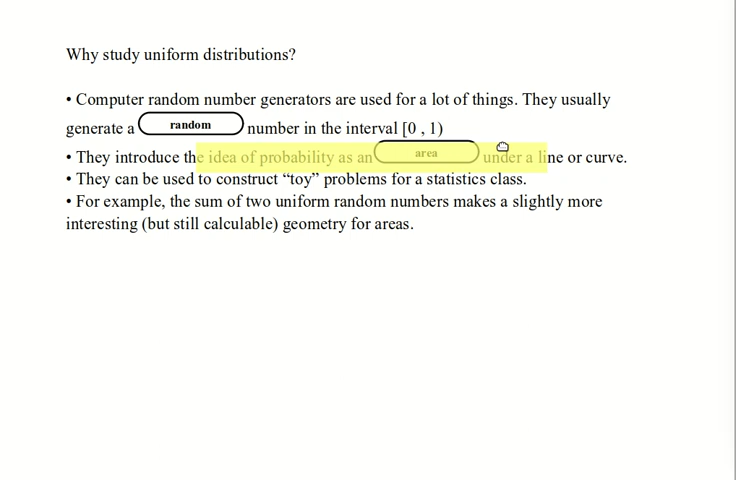 Why study uniform distributions?
• Computer random number generators are used for a lot of things. They usually
generate a random number in the interval [0 , 1)
• They introduce the idea of probability as an area under a line or curve.
• They can be used to construct “toy” problems for a statistics class.
• For example, the sum of two uniform random numbers makes a slightly more
interesting (but still calculable) geometry for areas.